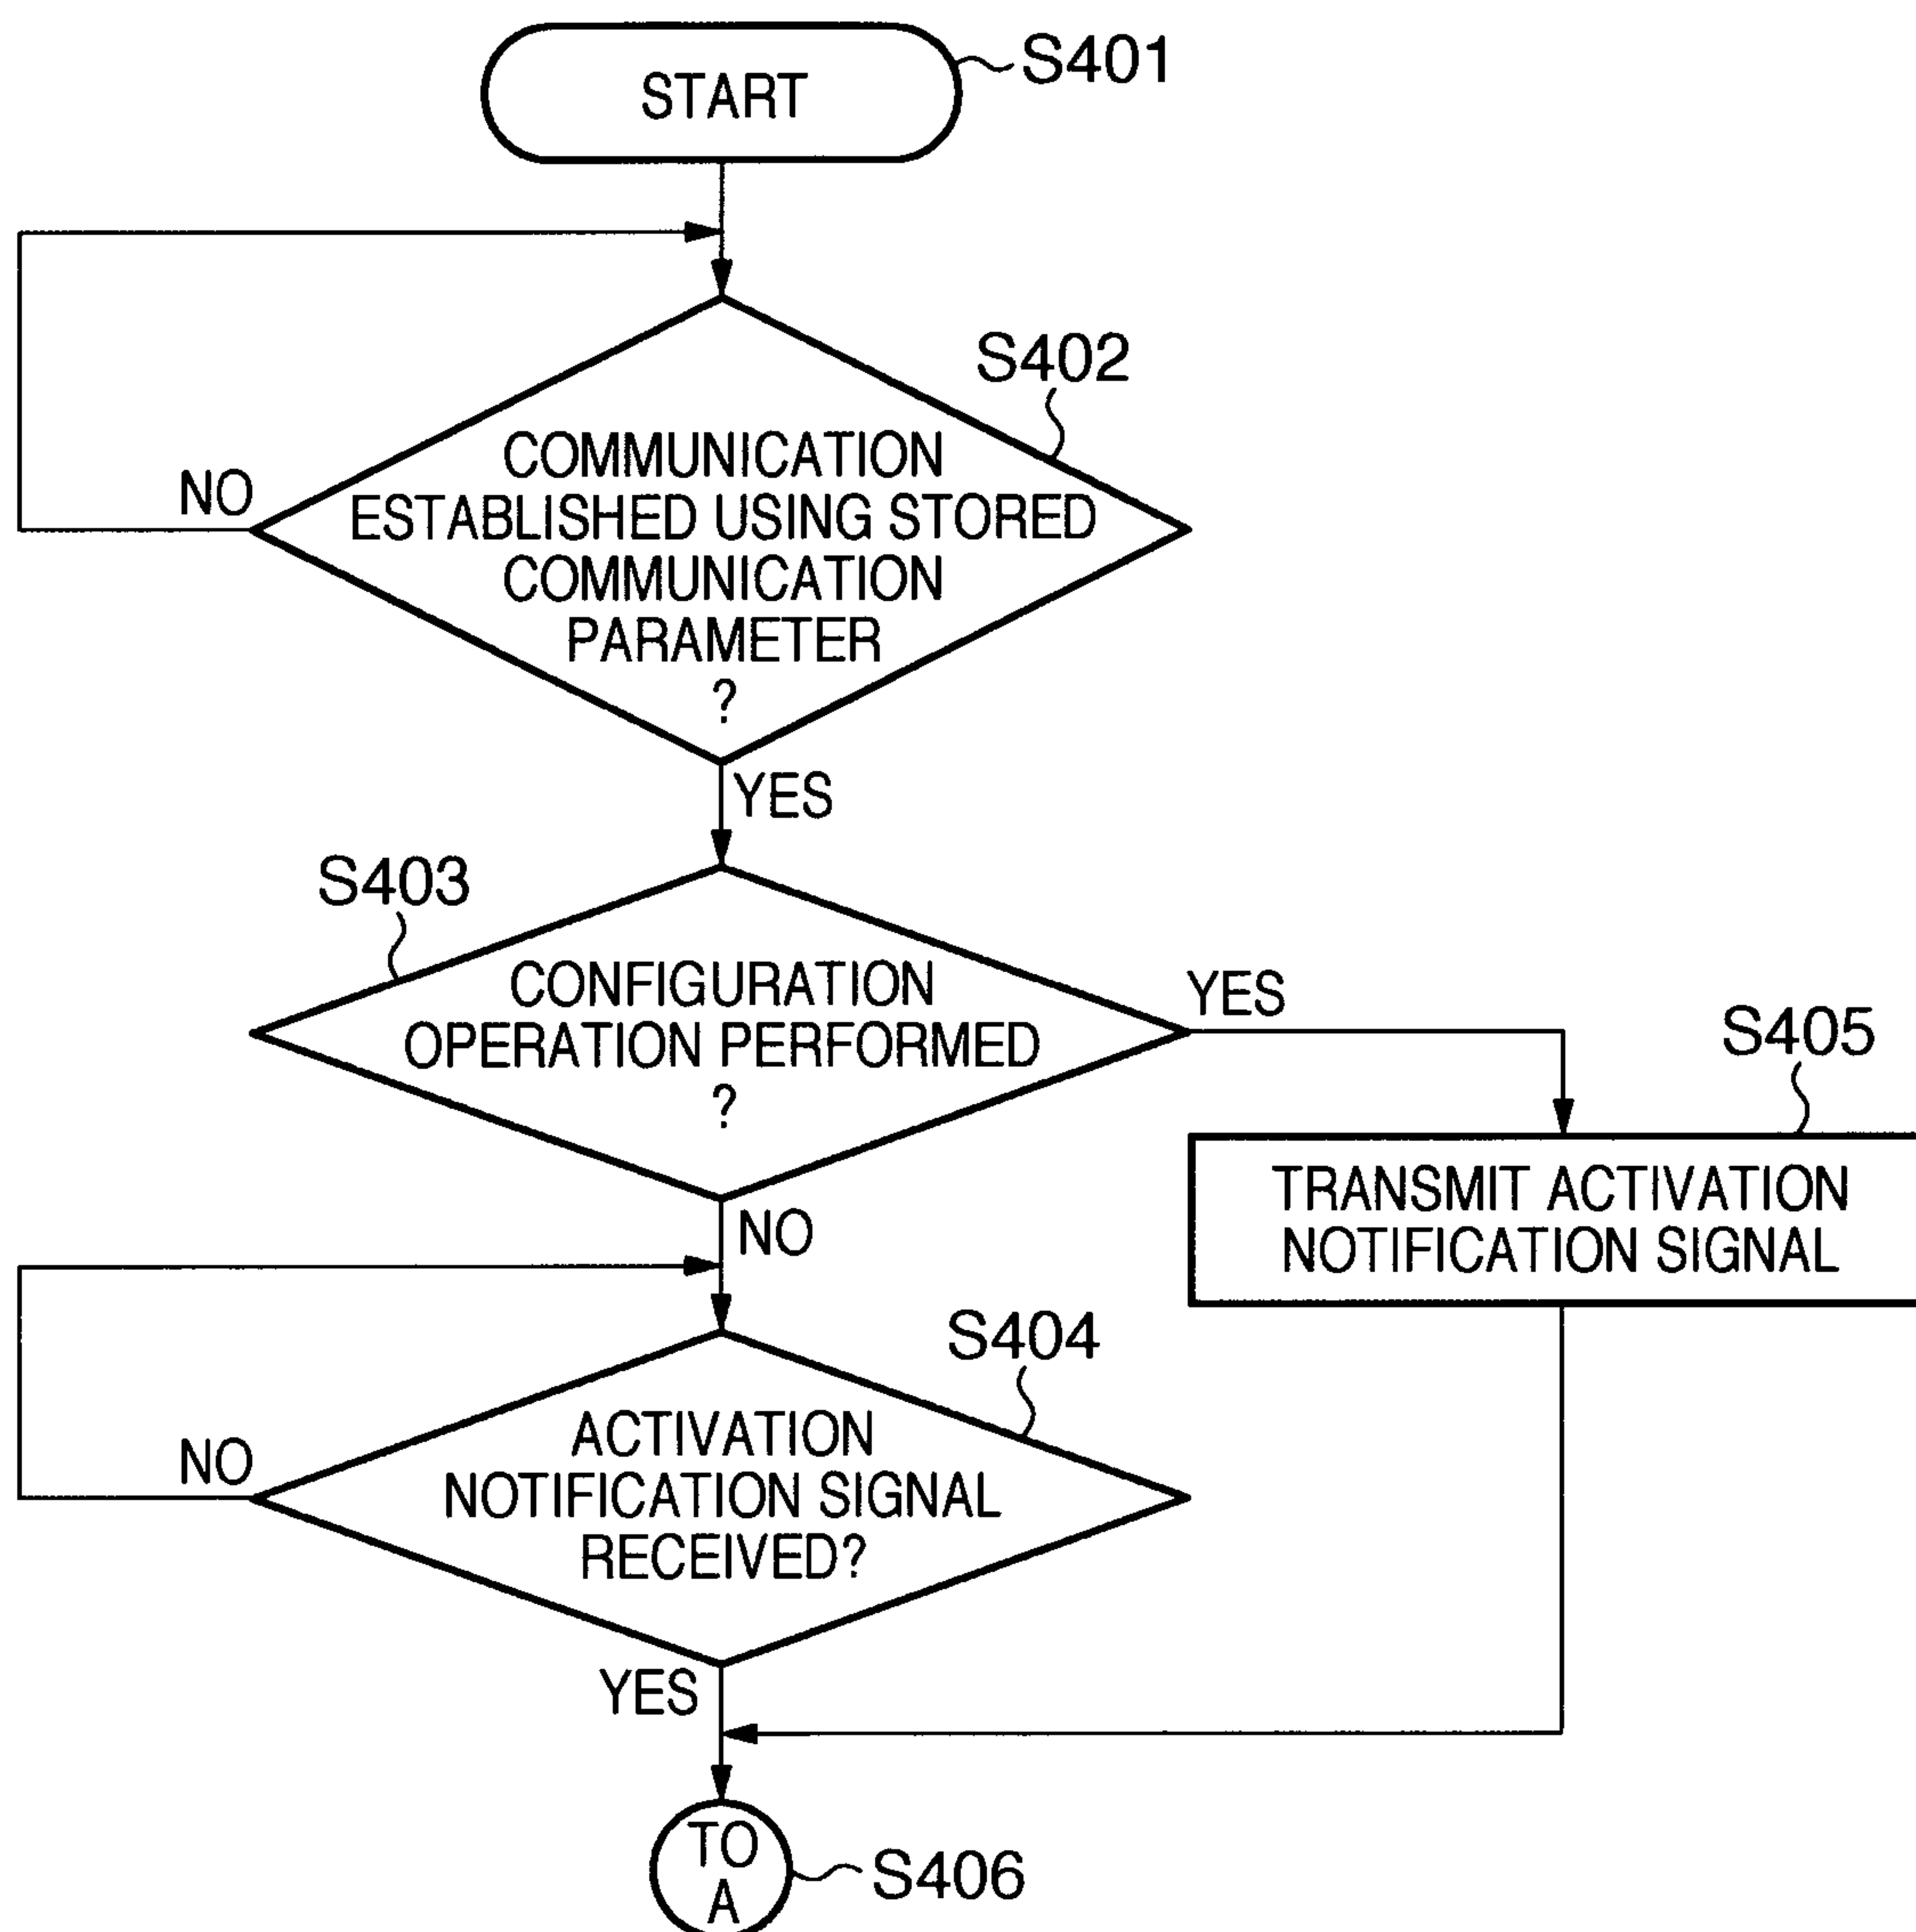 START
S401
S402
COMMUNICATION
ESTABLISHED USING STORED
COMMUNICATION
PARAMETER
?
NO
YES
S403
CONFIGURATION
OPERATION PERFORMED
?
YES
S405
TRANSMIT ACTIVATION
NOTIFICATION SIGNAL
NO
S404
ACTIVATION
NOTIFICATION SIGNAL
RECEIVED?
NO
YES
TO
A
S406